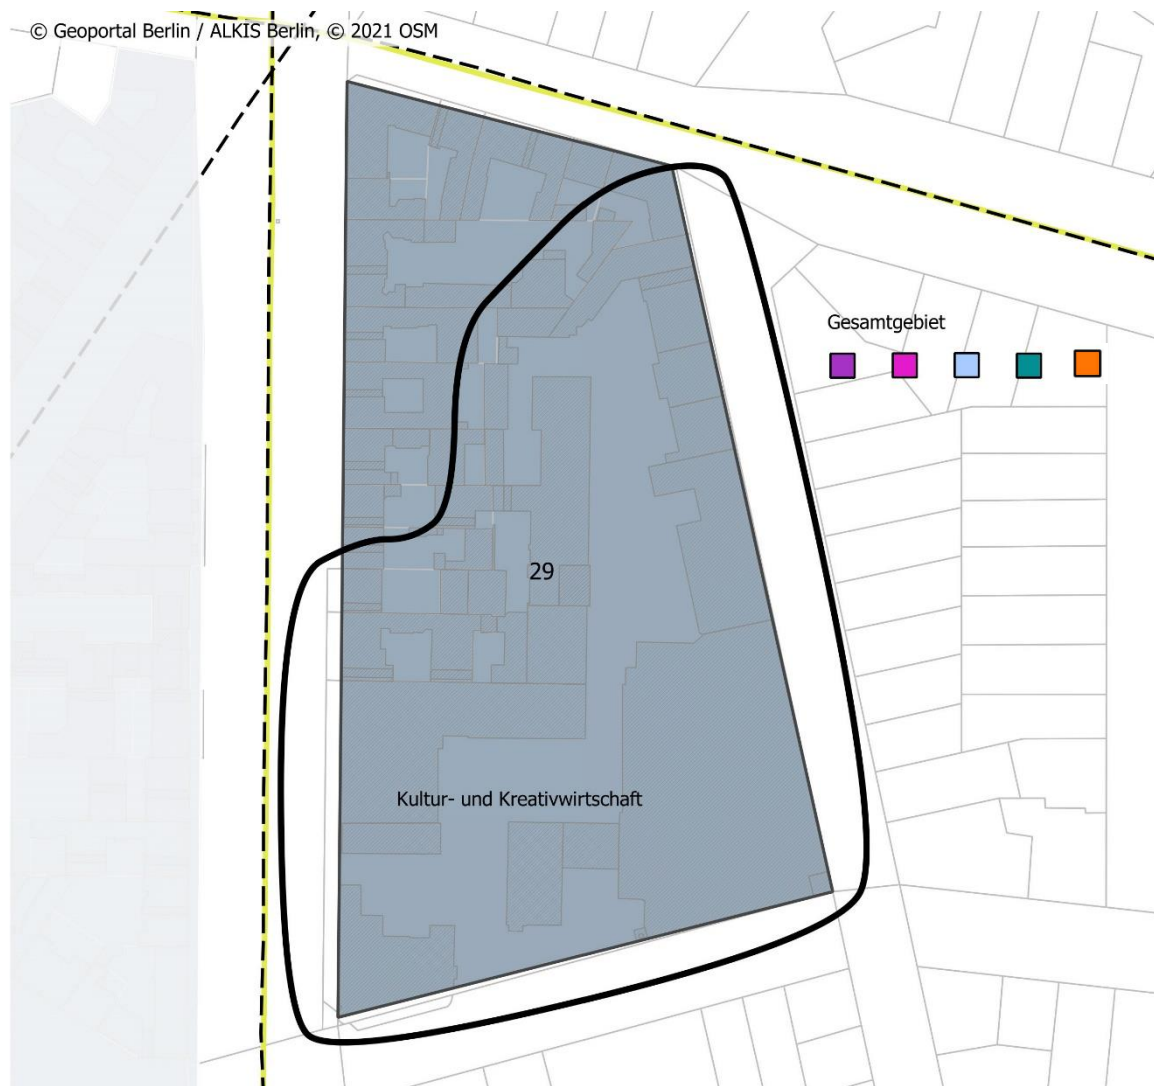 © Geoportal Berlin / ALKIS Berlin, © 2021 OSM
Gesamtgebiet
29
Kultur- und Kreativwirtschaft